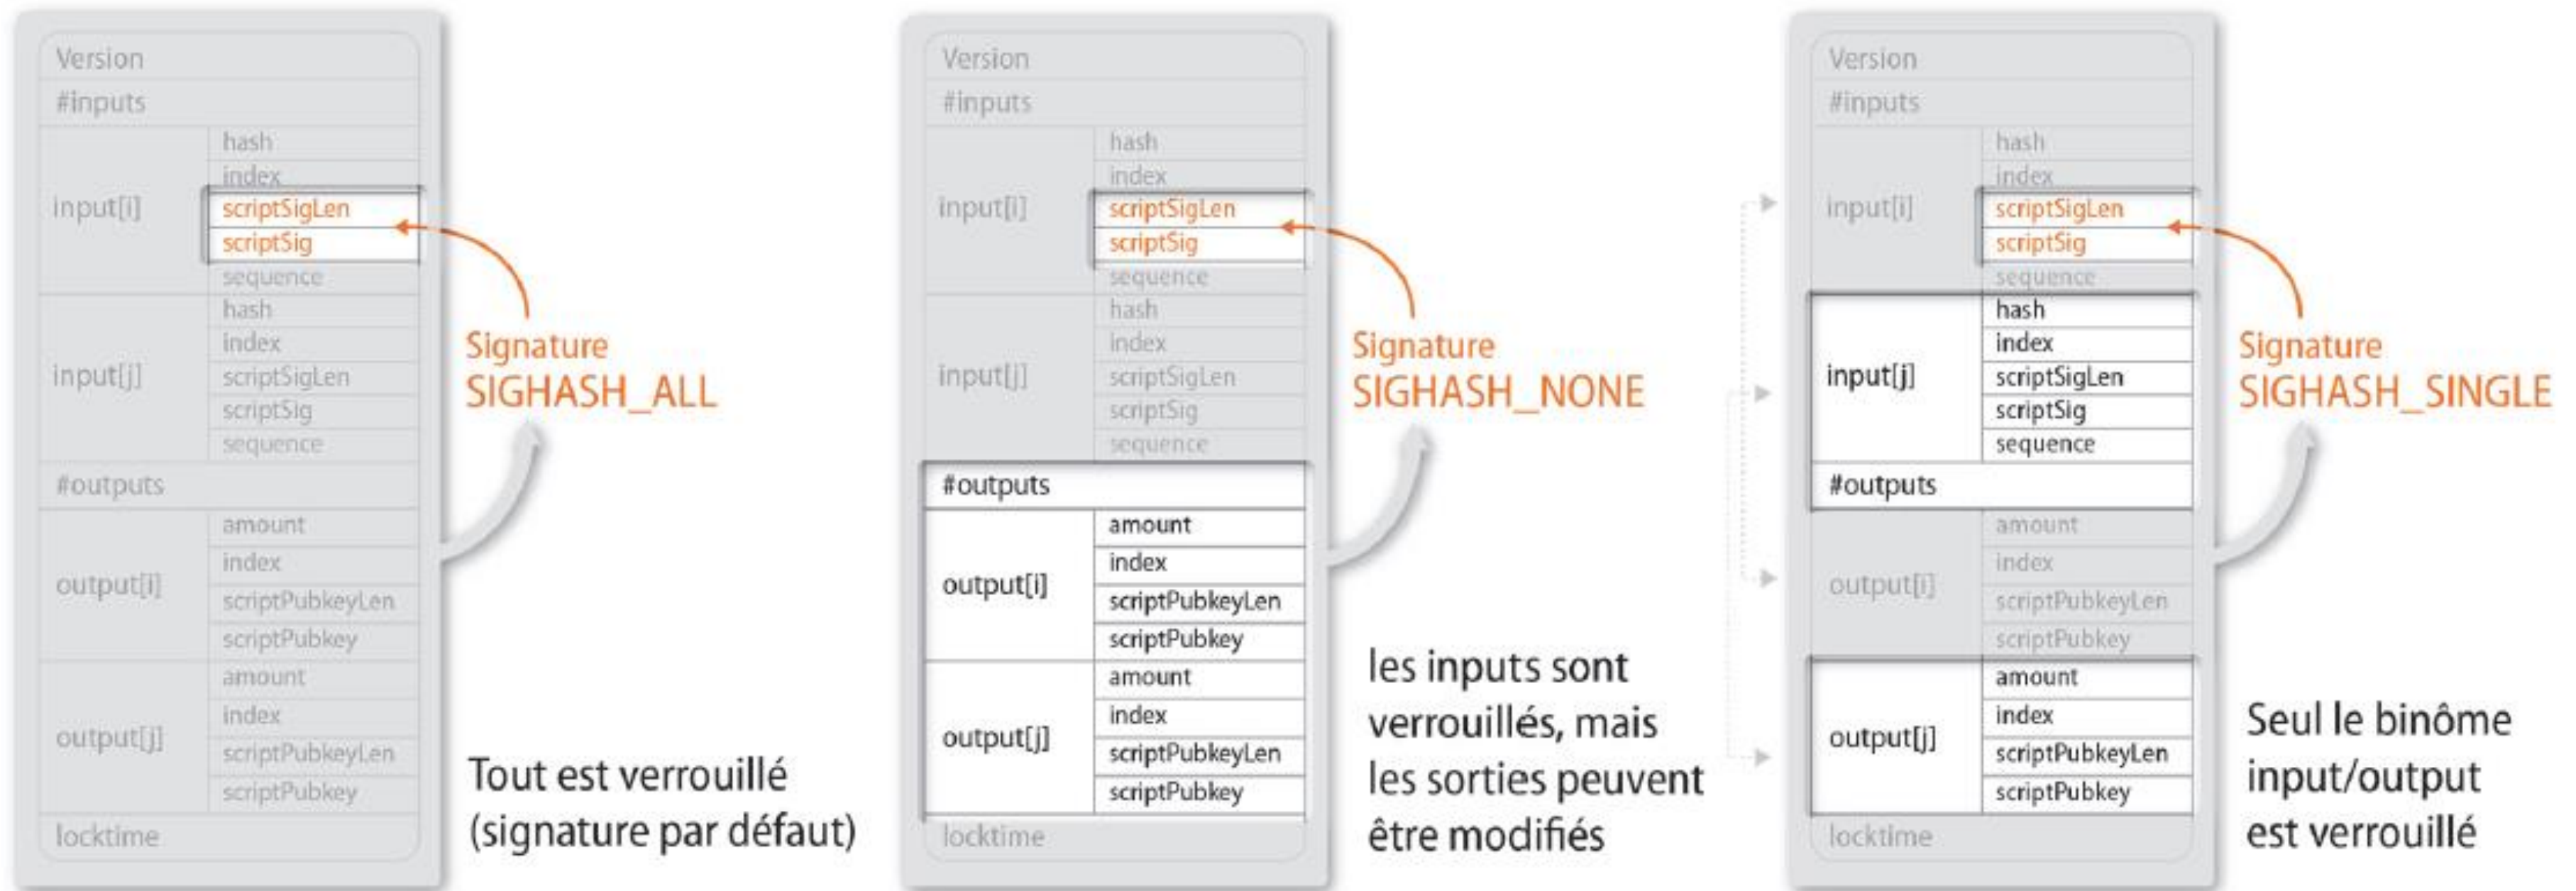 Version
#inputs
input[i]
hash
index
scriptSigLen
scriptSig
sequence
input[j]
hash
index
scriptSigLen
scriptSig
sequence
#outputs
output[i]
amount
index
scriptPubkeyLen
scriptPubkey
output[j]
amount
index
scriptPubkeyLen
scriptPubkey
locktime
Signature
SIGHASH_ALL
Tout est verrouillé
(signature par défaut)
Version
#inputs
input[i]
hash
index
scriptSigLen
scriptSig
sequence
input[j]
hash
index
scriptSigLen
scriptSig
sequence
#outputs
output[i]
amount
index
scriptPubkeyLen
scriptPubkey
output[j]
amount
index
scriptPubkeyLen
scriptPubkey
locktime
Signature
SIGHASH_NONE
les inputs sont
verrouillés, mais
les sorties peuvent
être modifiés
Version
#inputs
input[i]
hash
index
scriptSigLen
scriptSig
sequence
input[j]
hash
index
scriptSigLen
scriptSig
sequence
#outputs
output[i]
amount
index
scriptPubkeyLen
scriptPubkey
output[j]
amount
index
scriptPubkeyLen
scriptPubkey
locktime
Signature
SIGHASH_SINGLE
Seul le binôme
input/output
est verrouillé